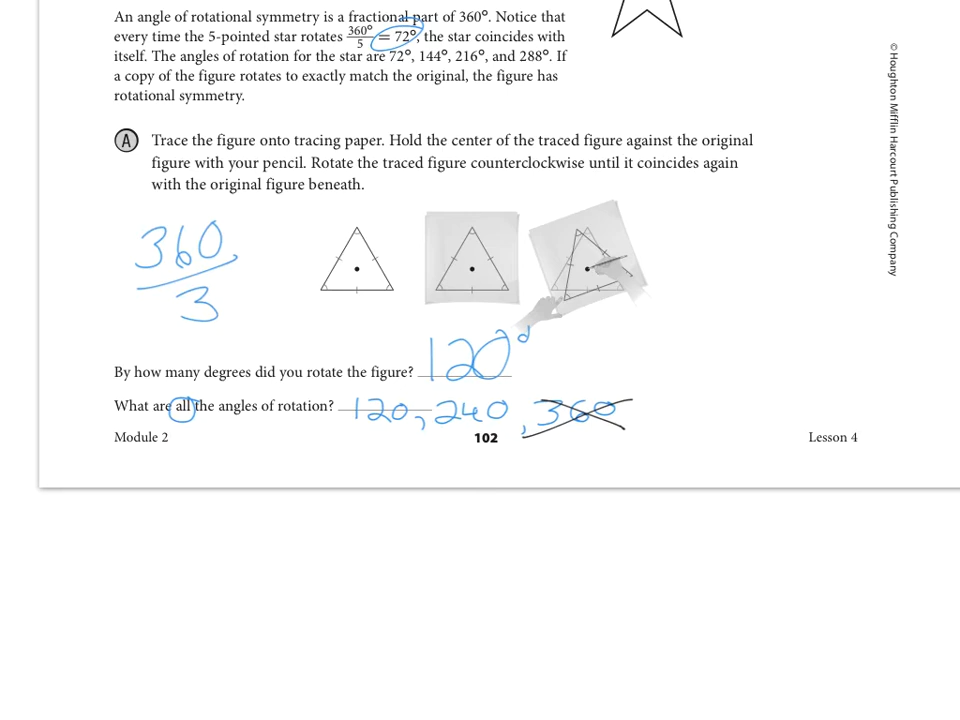 An angle of rotational symmetry is a fractional part of 360°. Notice that
every time the 5-pointed star rotates 360°/5 = 72°, the star coincides with
itself. The angles of rotation for the star are 72°, 144°, 216°, and 288°. If
a copy of the figure rotates to exactly match the original, the figure has
rotational symmetry.
A Trace the figure onto tracing paper. Hold the center of the traced figure against the original
figure with your pencil. Rotate the traced figure counterclockwise until it coincides again
with the original figure beneath.
360
3
By how many degrees did you rotate the figure? 120°
What are all the angles of rotation? 120, 240, 360
Module 2 102 Lesson 4
© Houghton Mifflin Harcourt Publishing Company